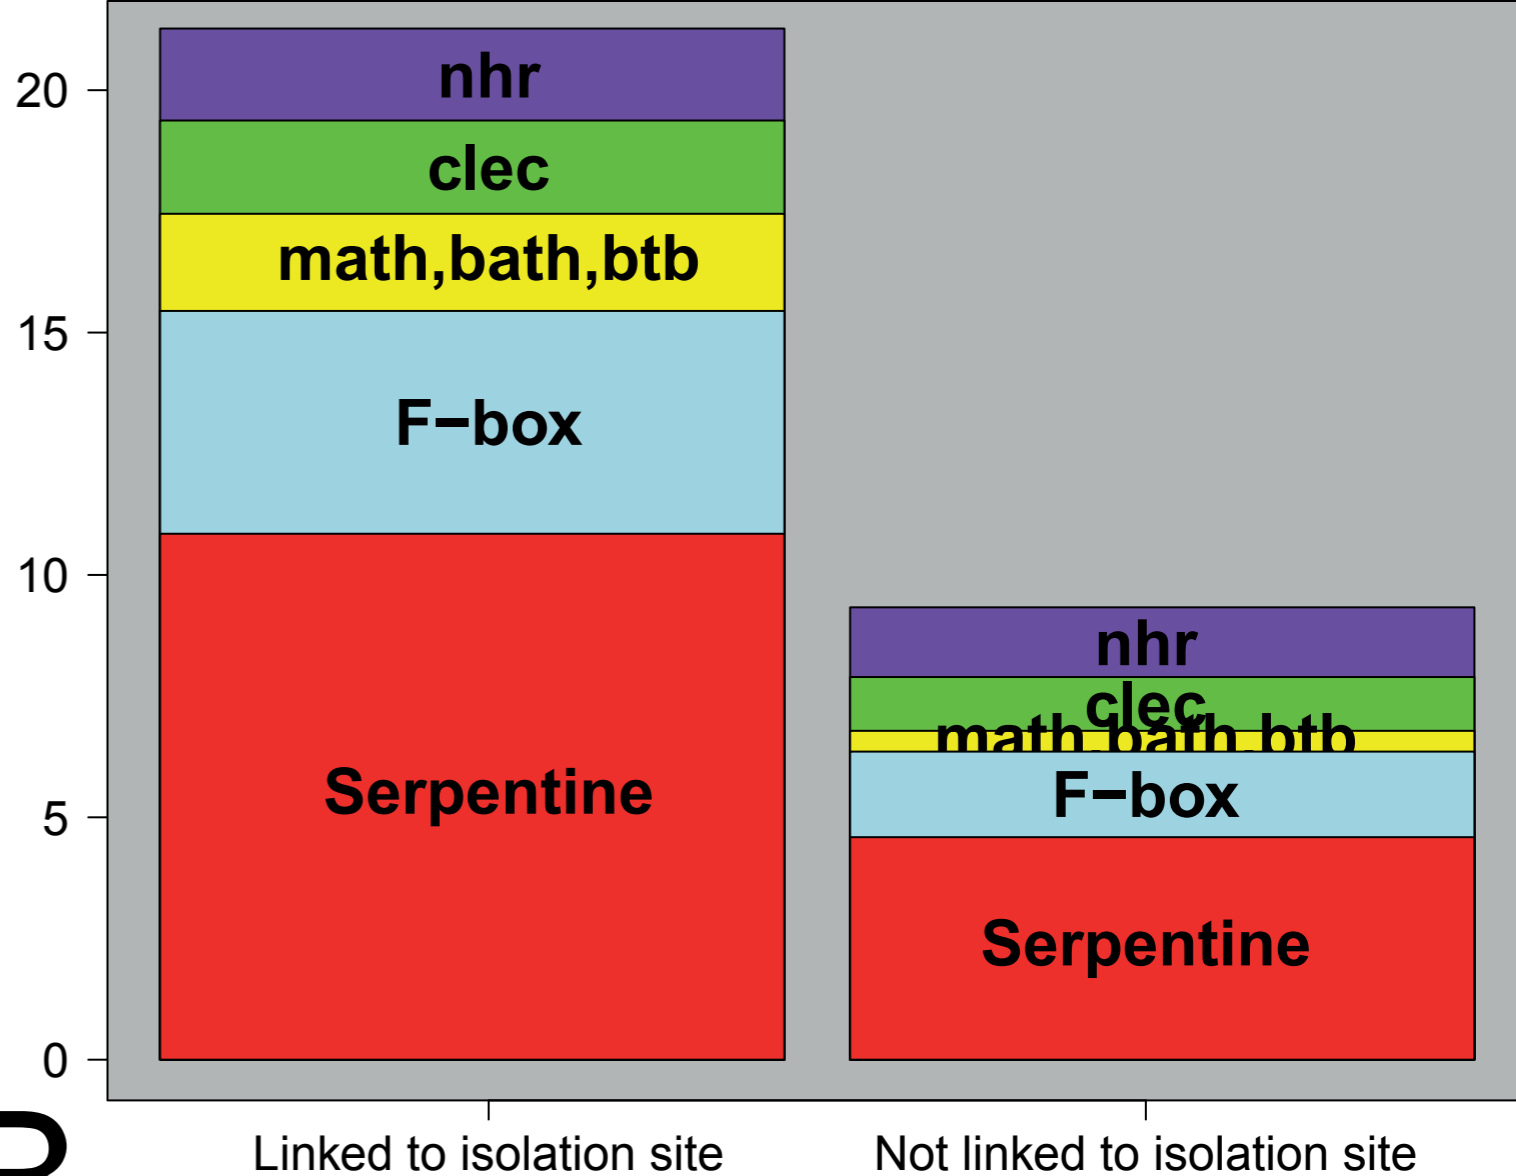 20
15
10
5
0
nhr
clec
math,bath,btb
F−box
Serpentine
nhr
clec
math,bath,btb
F−box
Serpentine
Linked to isolation site
Not linked to isolation site